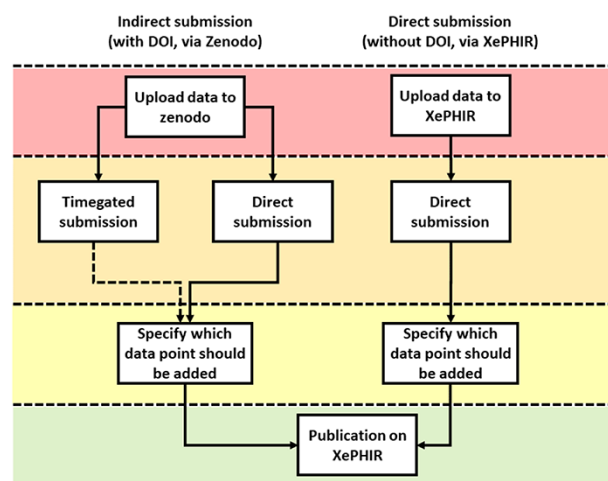 Indirect submission
(with DOI, via Zenodo)
Direct submission
(without DOI, via XePHIR)
Upload data to
zenodo
Upload data to
XePHIR
Timegated
submission
Direct
submission
Direct
submission
Specify which
data point should
be added
Specify which
data point should
be added
Publication on
XePHIR